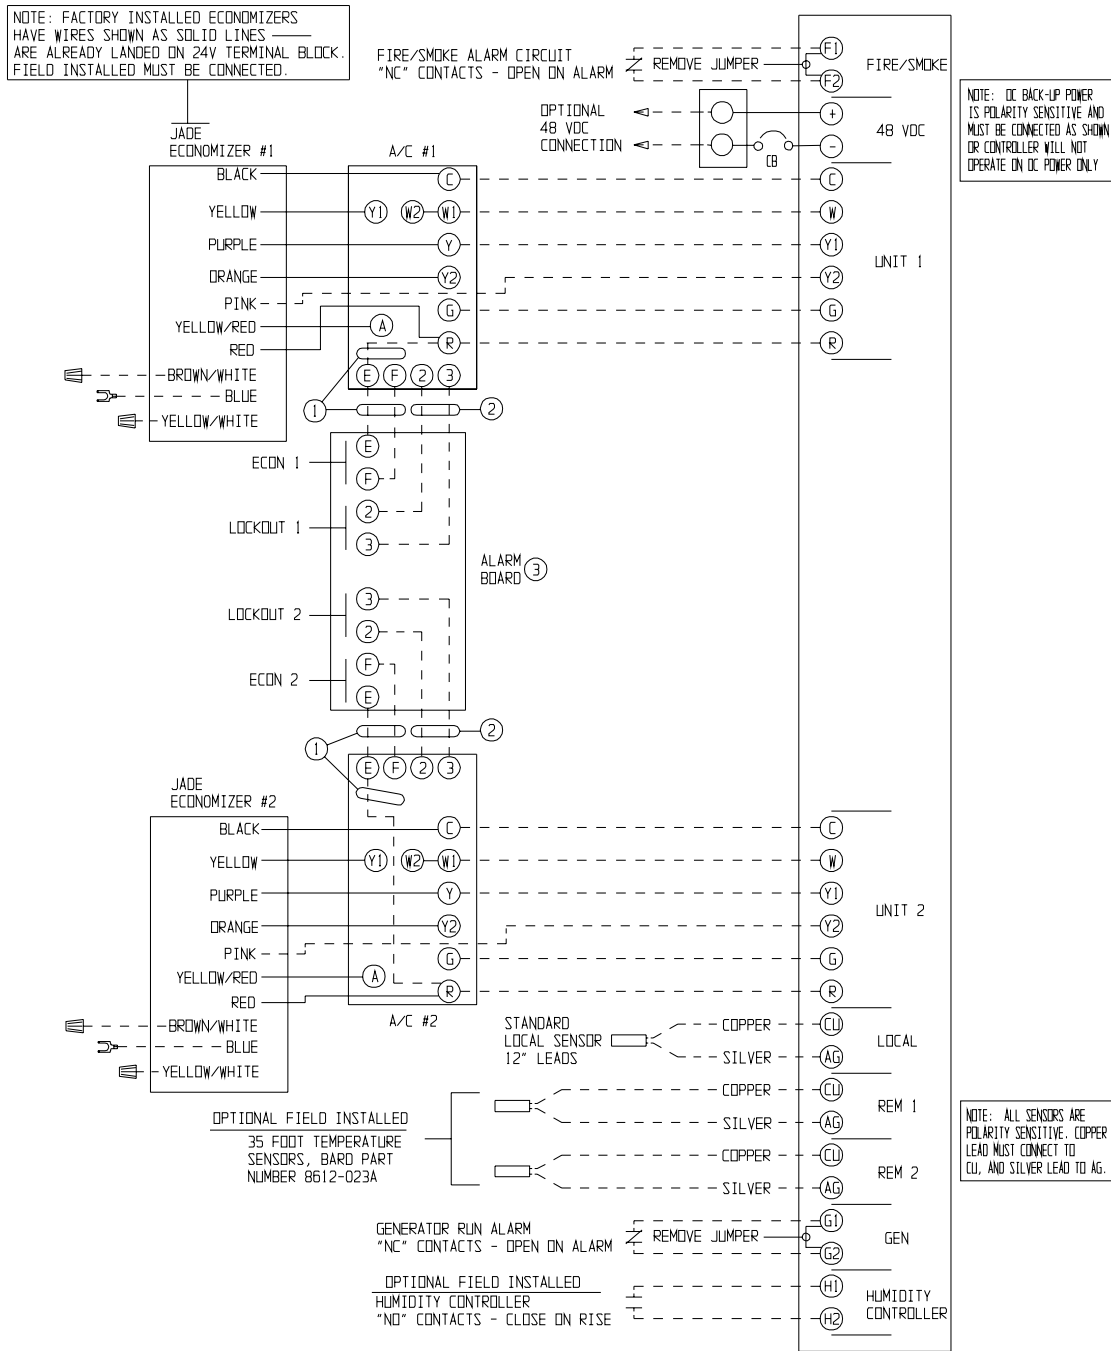 NOTE: FACTORY INSTALLED ECONOMIZERS
HAVE WIRES SHOWN AS SOLID LINES
ARE ALREADY LANDED ON 24V TERMINAL BLOCK.
FIELD INSTALLED MUST BE CONNECTED.
FIRE/SMOKE ALARM CIRCUIT
"NC" CONTACTS - OPEN ON ALARM
REMOVE JUMPER
F1
F2
FIRE/SMOKE
OPTIONAL
48 VDC
CONNECTION
CB
+
-
48 VDC
NOTE: DC BACK-UP POWER
IS POLARITY SENSITIVE AND
MUST BE CONNECTED AS SHOWN
OR CONTROLLER WILL NOT
OPERATE ON DC POWER ONLY
JADE
ECONOMIZER #1
A/C #1
BLACK
C
C
YELLOW
Y1
W2
W1
W
PURPLE
Y
Y1
UNIT 1
ORANGE
Y2
Y2
PINK
G
G
YELLOW/RED
A
RED
R
R
BROWN/WHITE
E
F
2
3
BLUE
YELLOW/WHITE
1
2
ECON 1
E
F
LOCKOUT 1
2
3
ALARM
BOARD
3
LOCKOUT 2
3
2
ECON 2
F
E
1
2
E
F
2
3
JADE
ECONOMIZER #2
BLACK
C
C
YELLOW
Y1
W2
W1
W
PURPLE
Y
Y1
UNIT 2
ORANGE
Y2
Y2
PINK
G
G
YELLOW/RED
A
RED
R
R
A/C #2
BROWN/WHITE
BLUE
YELLOW/WHITE
STANDARD
LOCAL SENSOR
12" LEADS
COPPER
CU
SILVER
AG
LOCAL
OPTIONAL FIELD INSTALLED
35 FOOT TEMPERATURE
SENSORS, BARD PART
NUMBER 8612-023A
COPPER
CU
SILVER
AG
REM 1
COPPER
CU
SILVER
AG
REM 2
NOTE: ALL SENSORS ARE
POLARITY SENSITIVE. COPPER
LEAD MUST CONNECT TO
CU, AND SILVER LEAD TO AG.
GENERATOR RUN ALARM
"NC" CONTACTS - OPEN ON ALARM
REMOVE JUMPER
G1
G2
GEN
OPTIONAL FIELD INSTALLED
HUMIDITY CONTROLLER
"NO" CONTACTS - CLOSE ON RISE
H1
H2
HUMIDITY
CONTROLLER